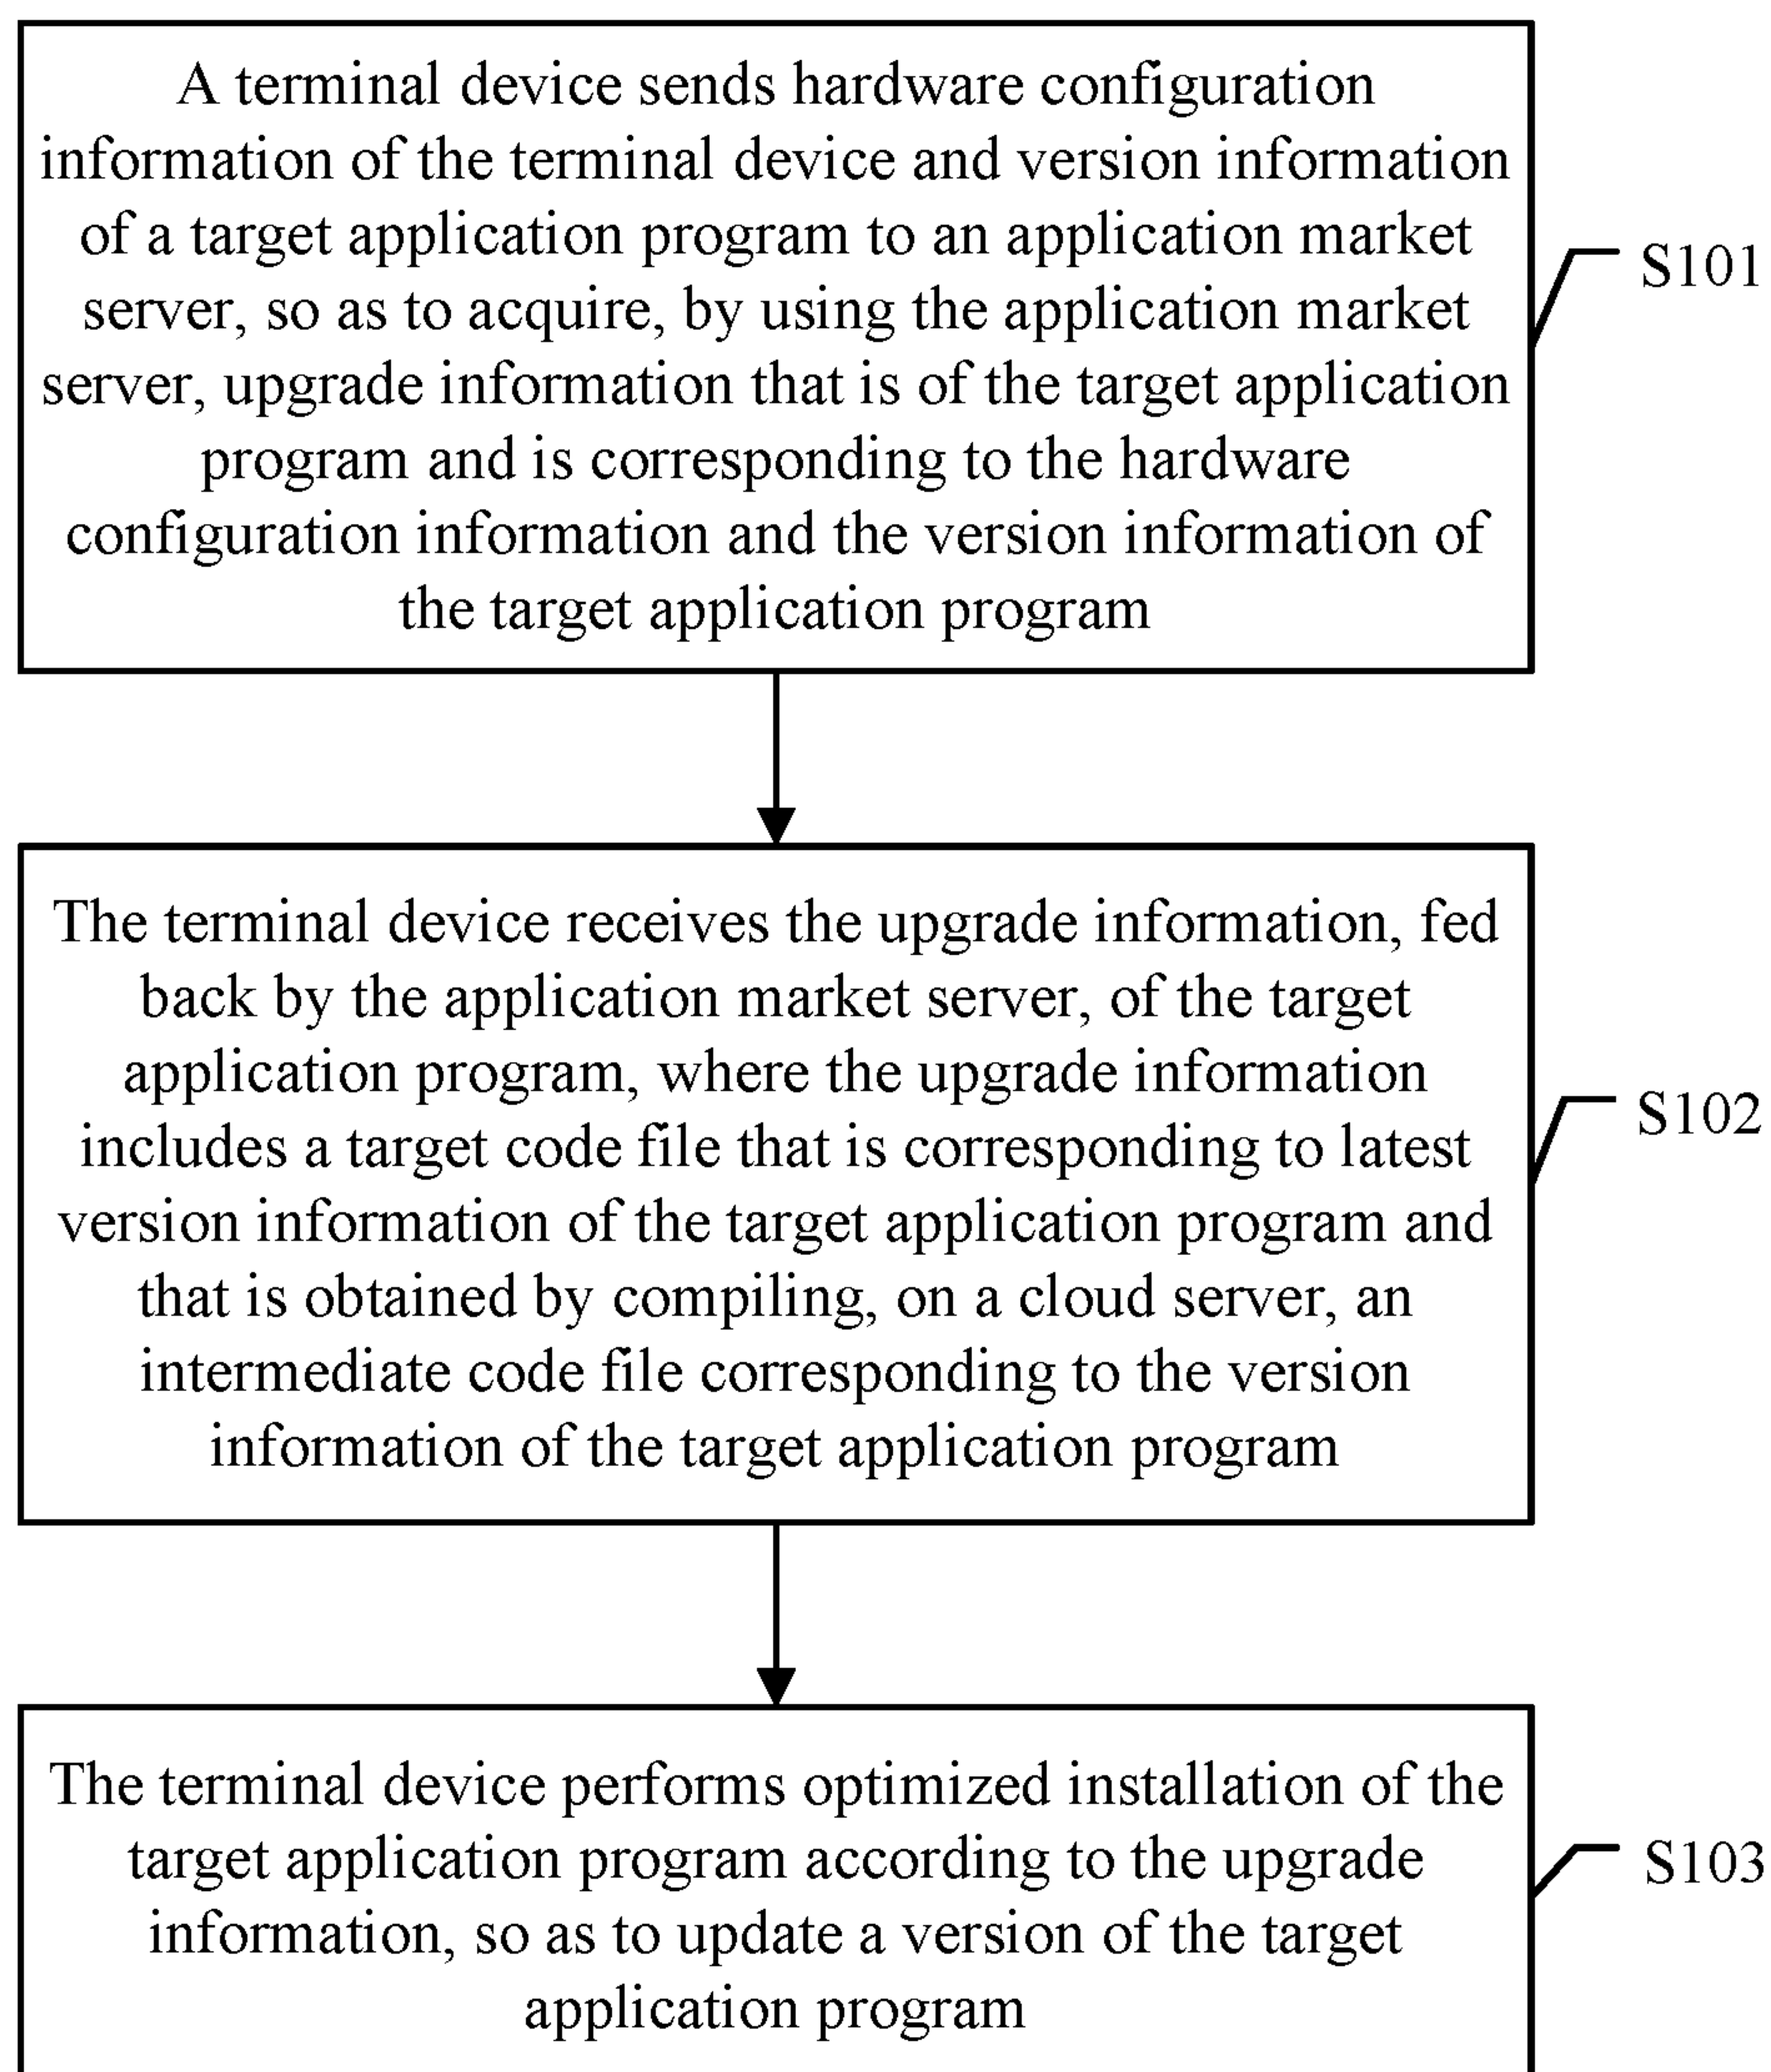 A terminal device sends hardware configuration
information of the terminal device and version information
of a target application program to an application market
server, so as to acquire, by using the application market
server, upgrade information that is of the target application
program and is corresponding to the hardware
configuration information and the version information of
the target application program
S101
The terminal device receives the upgrade information, fed
back by the application market server, of the target
application program, where the upgrade information
includes a target code file that is corresponding to latest
version information of the target application program and
that is obtained by compiling, on a cloud server, an
intermediate code file corresponding to the version
information of the target application program
S102
The terminal device performs optimized installation of the
target application program according to the upgrade
information, so as to update a version of the target
application program
S103